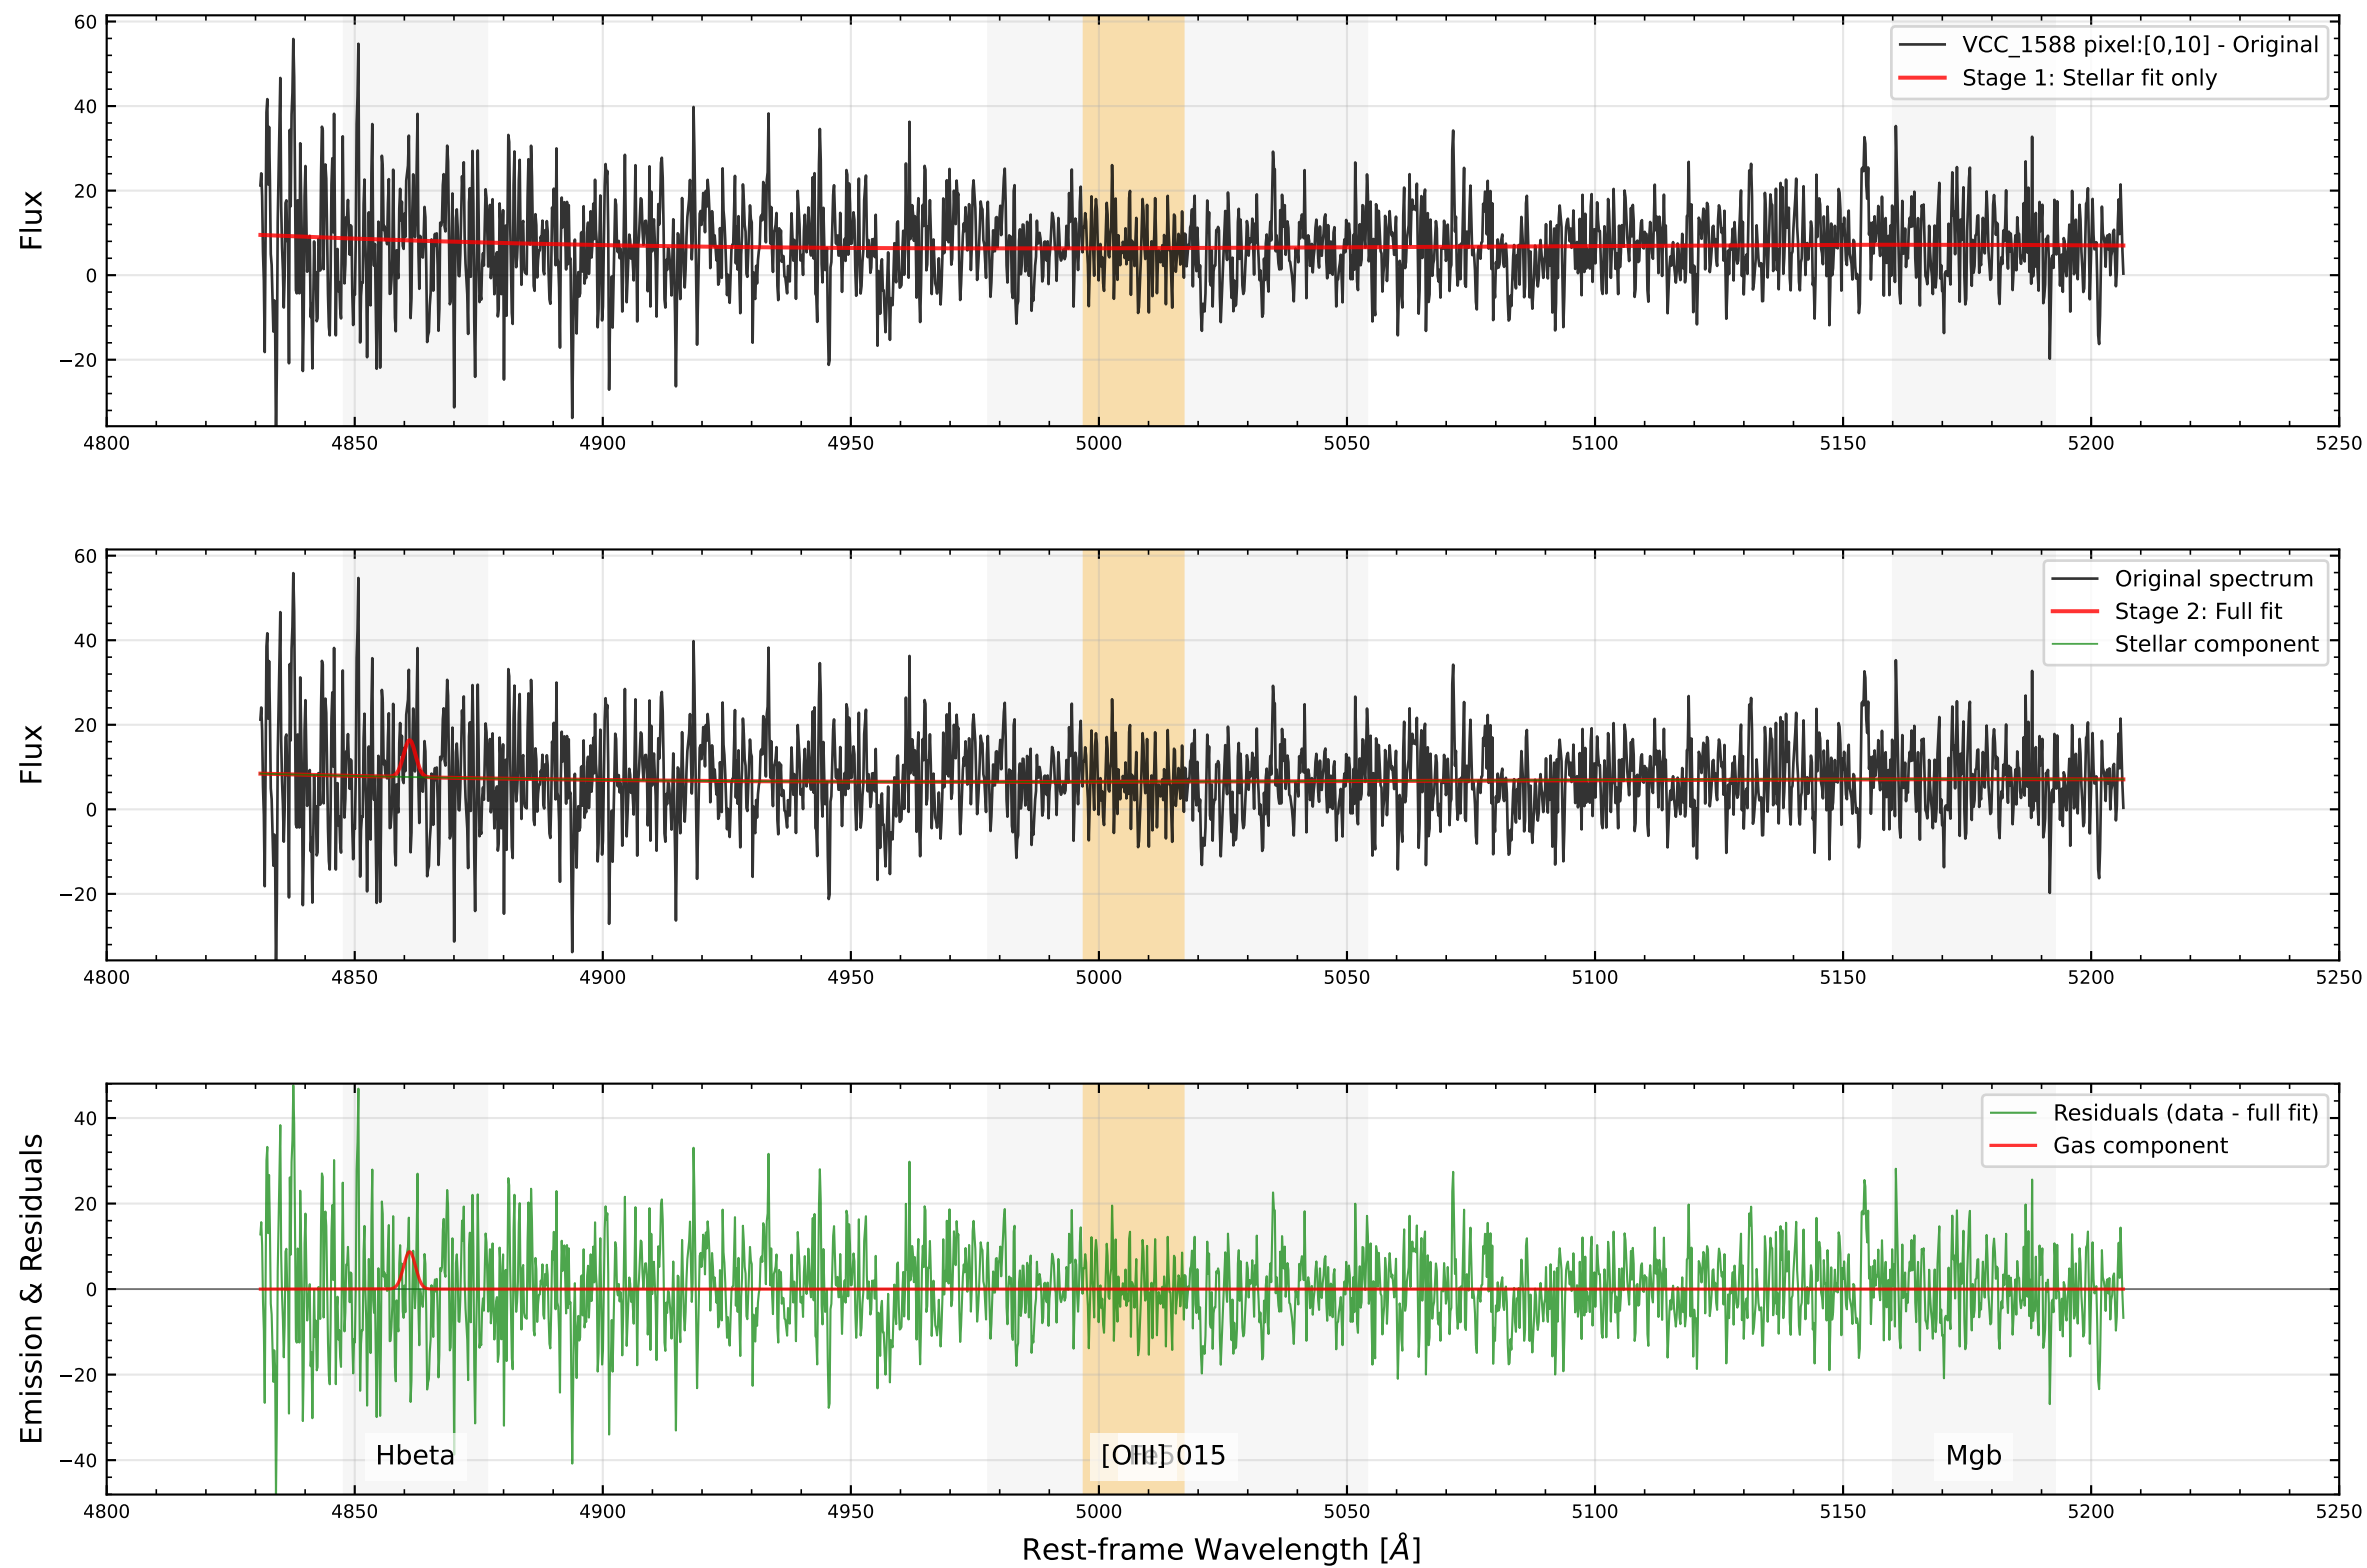 Flux
60
40
20
0
−20
VCC_1588 pixel:[0,10] - Original
Stage 1: Stellar fit only
4800 4850 4900 4950 5000 5050 5100 5150 5200 5250
Flux
60
40
20
0
−20
Original spectrum
Stage 2: Full fit
Stellar component
4800 4850 4900 4950 5000 5050 5100 5150 5200 5250
Emission & Residuals
40
20
0
−20
−40
Residuals (data - full fit)
Gas component
Hbeta [OIII] Fe5015 Mgb
4800 4850 4900 4950 5000 5050 5100 5150 5200 5250
Rest-frame Wavelength [Å]